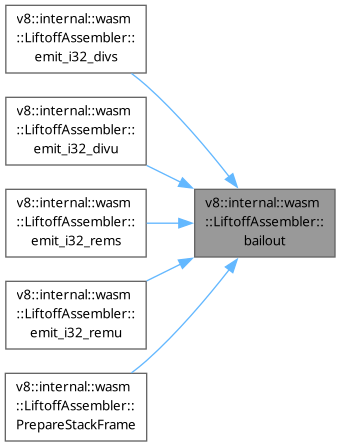 v8::internal::wasm
::LiftoffAssembler::
emit_i32_divs
v8::internal::wasm
::LiftoffAssembler::
emit_i32_divu
v8::internal::wasm
::LiftoffAssembler::
emit_i32_rems
v8::internal::wasm
::LiftoffAssembler::
emit_i32_remu
v8::internal::wasm
::LiftoffAssembler::
PrepareStackFrame
v8::internal::wasm
::LiftoffAssembler::
bailout